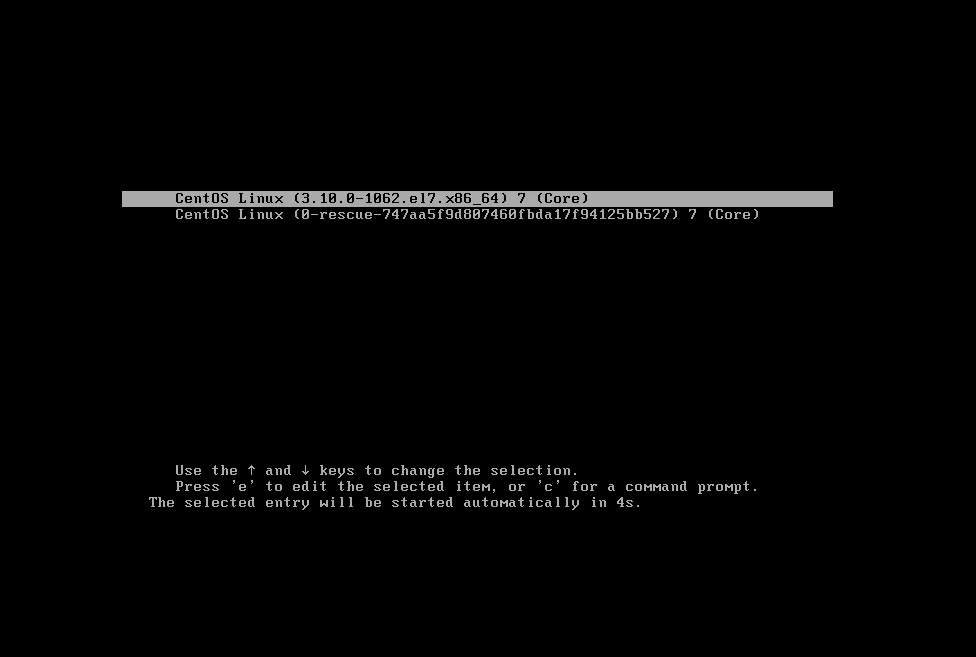 CentOS Linux (3.10.0-1062.el7.x86_64) 7 (Core)
CentOS Linux (0-rescue-747aa5f9d807460fbda17f94125bb527) 7 (Core)
Use the ↑ and ↓ keys to change the selection.
Press 'e' to edit the selected item, or 'c' for a command prompt.
The selected entry will be started automatically in 4s.